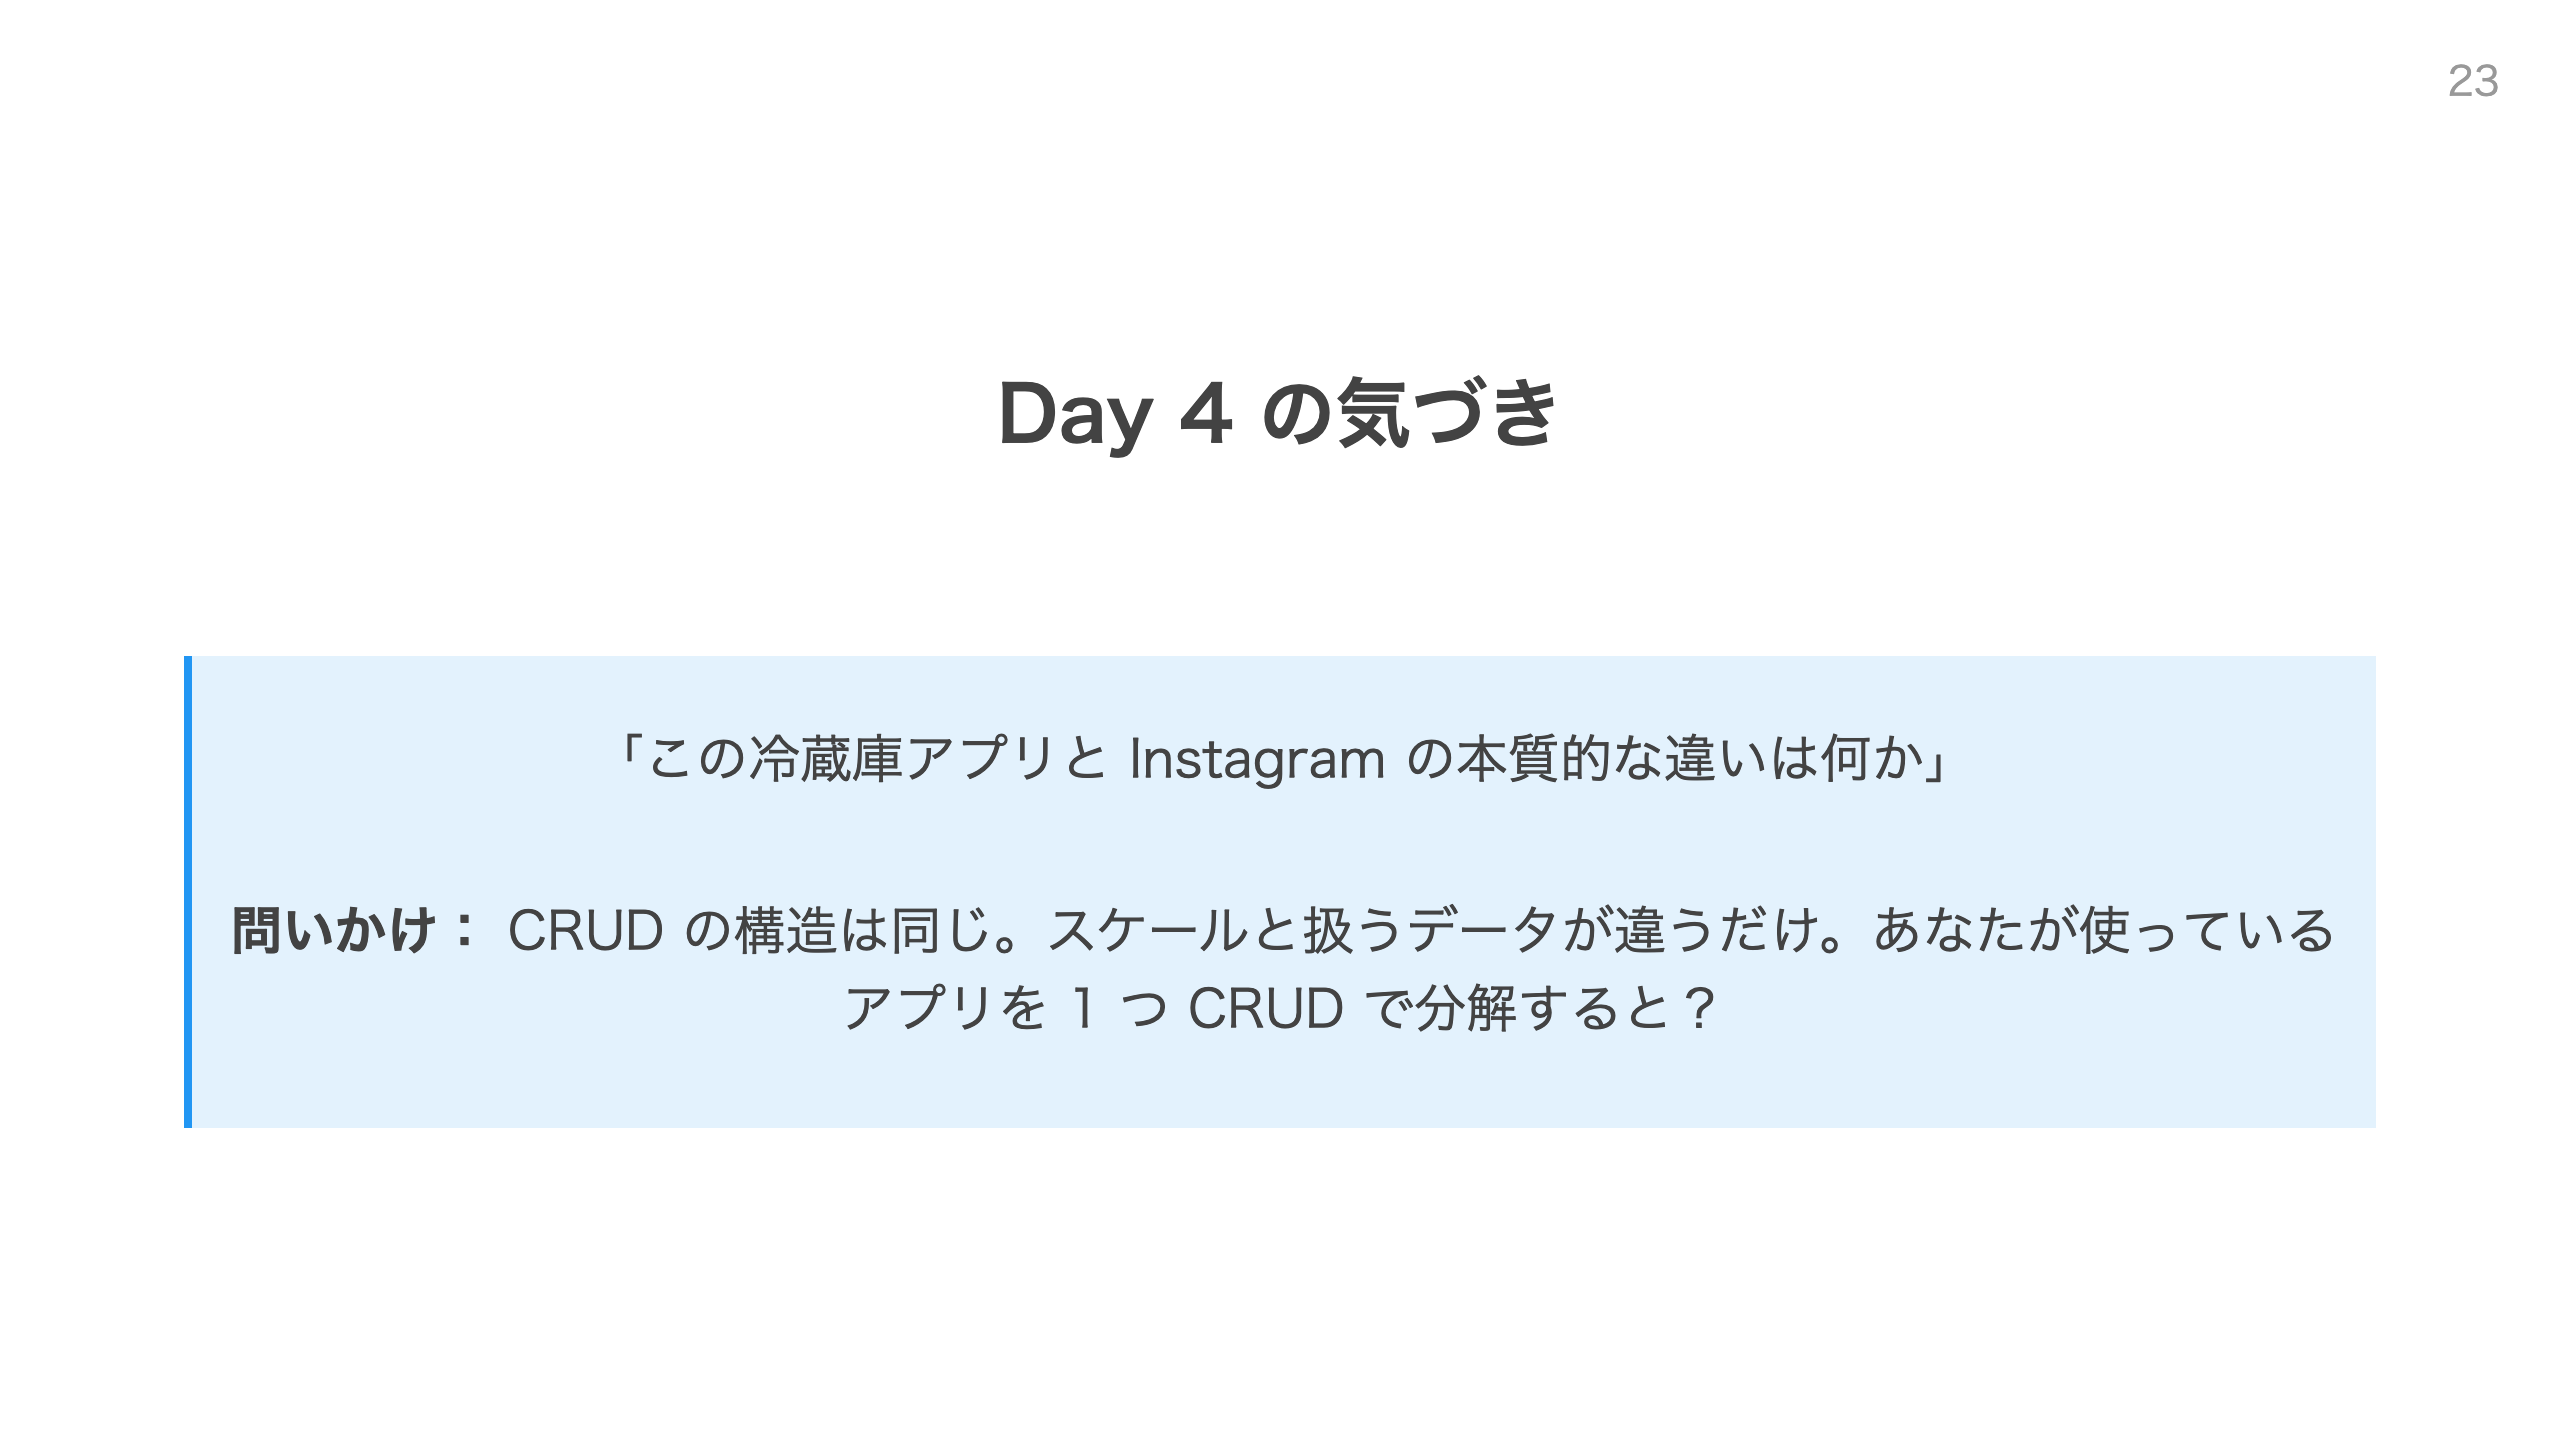 23
Day 4 の気づき
「この冷蔵庫アプリと Instagram の本質的な違いは何か」
問いかけ： CRUD の構造は同じ。スケールと扱うデータが違うだけ。あなたが使っている
アプリを 1 つ CRUD で分解すると？